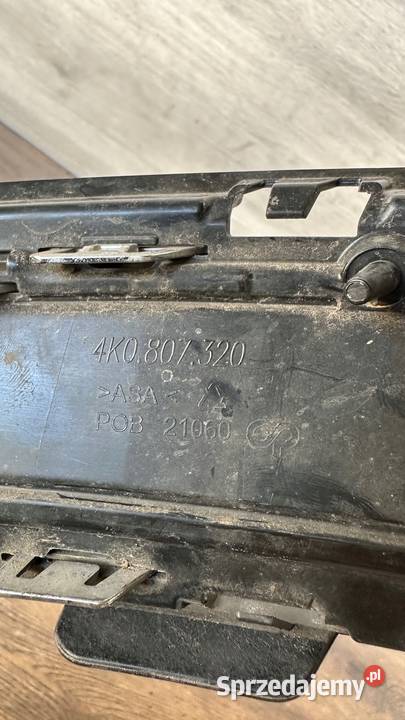 4K0.807.320
>ASA<
POB 21060
Sprzedajemy.pl